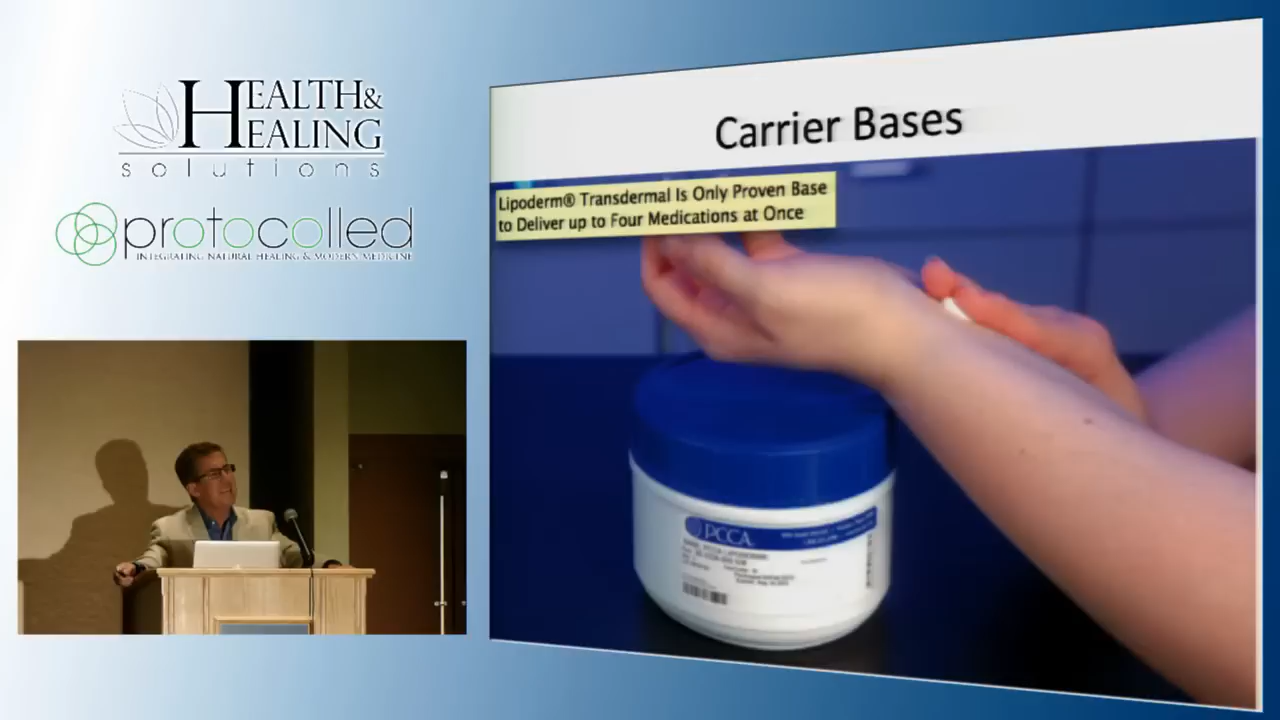 HEALTH&
HEALING
solutions
protocolled
INTEGRATING NATURAL HEALING & MODERN MEDICINE
Carrier Bases
Lipoderm® Transdermal Is Only Proven Base
to Deliver up to Four Medications at Once
PCCA